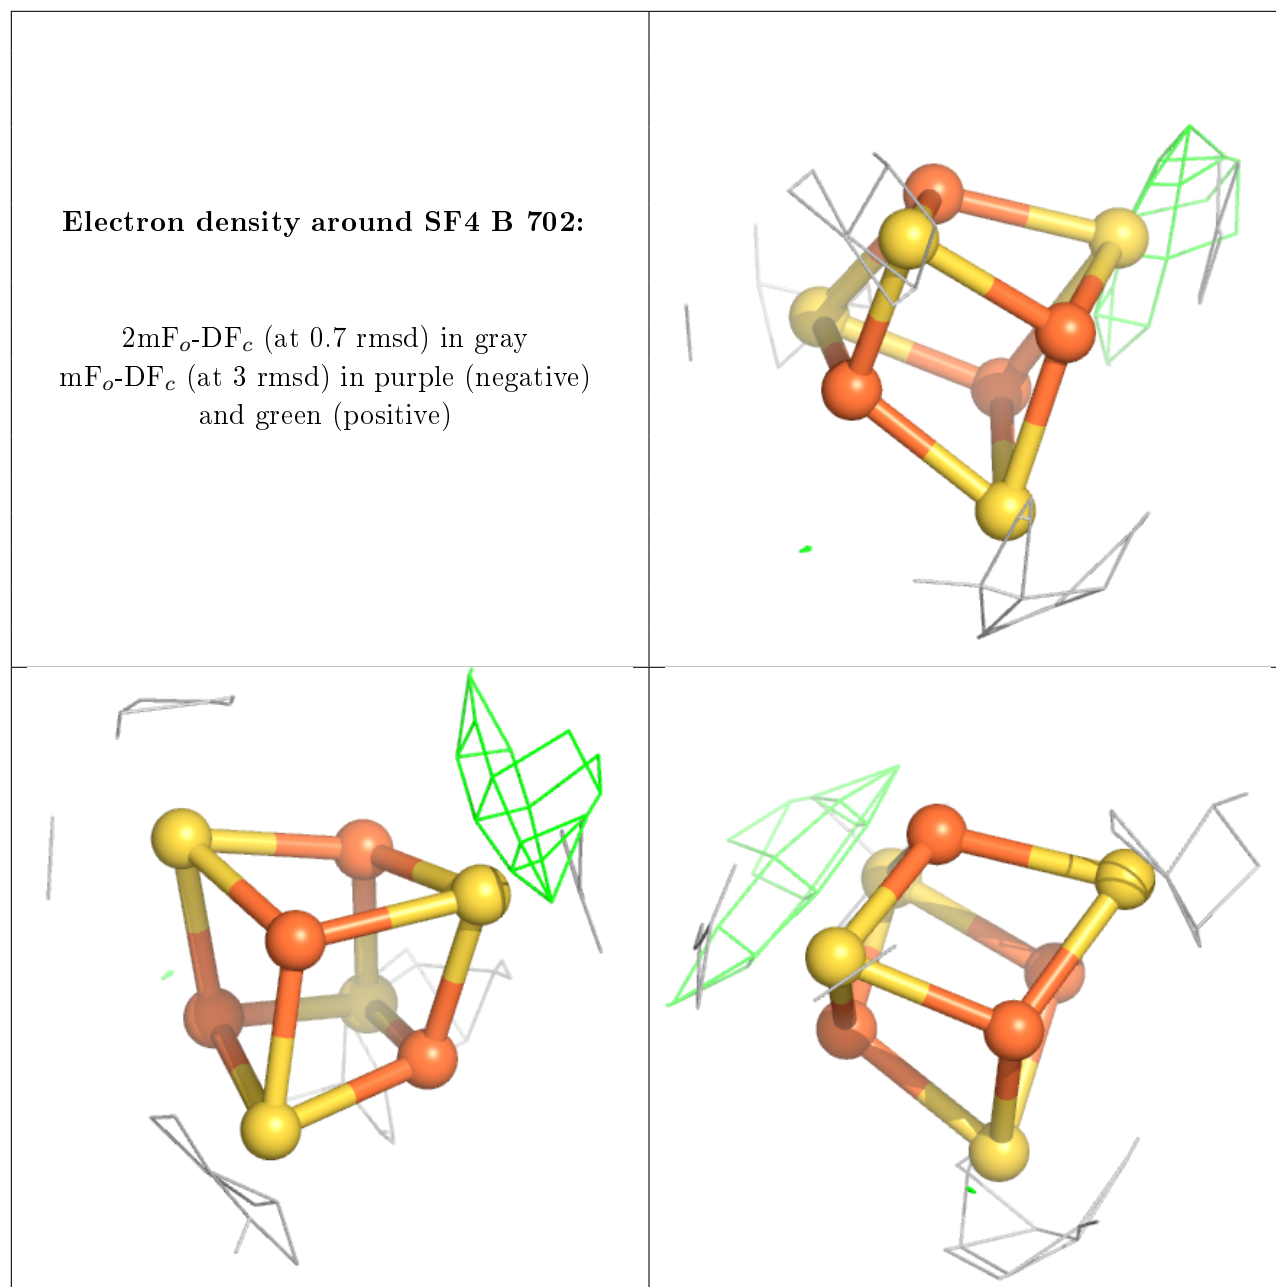 Electron density around SF4 B 702:
2mFo-DFc (at 0.7 rmsd) in gray
mFo-DFc (at 3 rmsd) in purple (negative)
and green (positive)